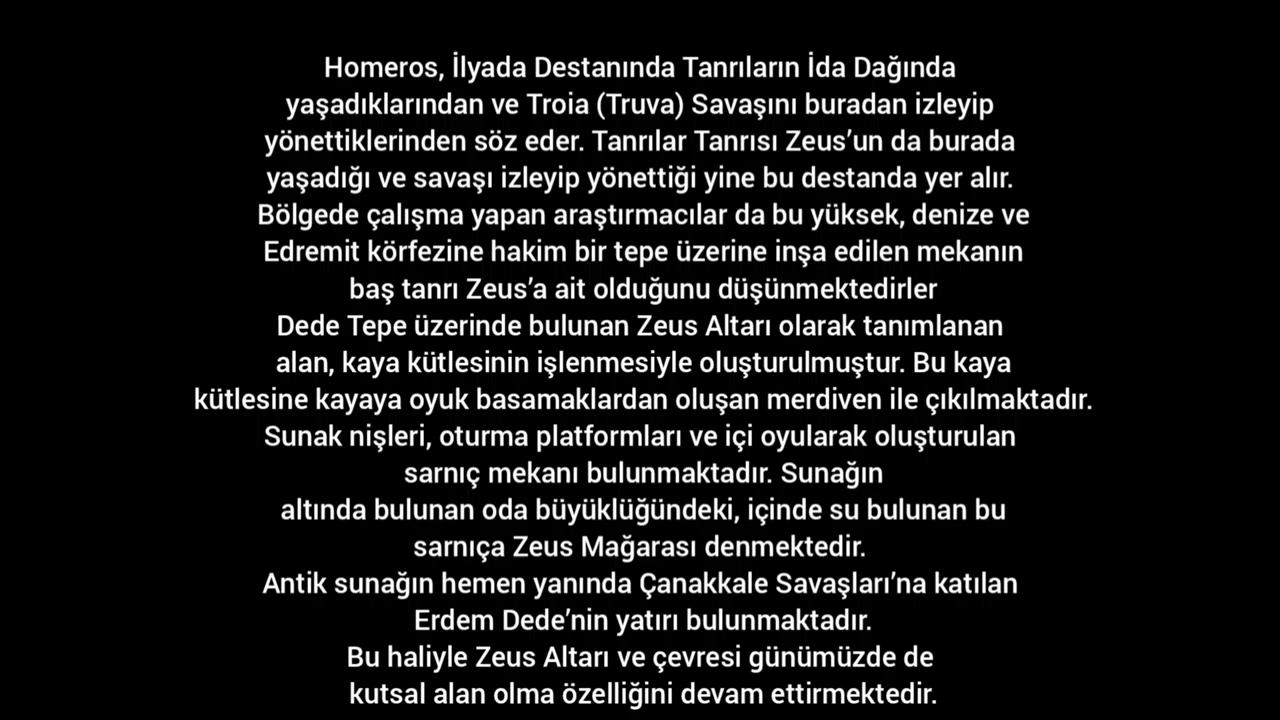 Homeros, İlyada Destanında Tanrıların İda Dağında
yaşadıklarından ve Troia (Truva) Savaşını buradan izleyip
yönettiklerinden söz eder. Tanrılar Tanrısı Zeus’un da burada
yaşadığı ve savaşı izleyip yönettiği yine bu destanda yer alır.
Bölgede çalışma yapan araştırmacılar da bu yüksek, denize ve
Edremit körfezine hakim bir tepe üzerine inşa edilen mekanın
baş tanrı Zeus’a ait olduğunu düşünmektedirler
Dede Tepe üzerinde bulunan Zeus Altarı olarak tanımlanan
alan, kaya kütlesinin işlenmesiyle oluşturulmuştur. Bu kaya
kütlesine kayaya oyuk basamaklardan oluşan merdiven ile çıkılmaktadır.
Sunak nişleri, oturma platformları ve içi oyularak oluşturulan
sarnıç mekanı bulunmaktadır. Sunağın
altında bulunan oda büyüklüğündeki, içinde su bulunan bu
sarnıça Zeus Mağarası denmektedir.
Antik sunağın hemen yanında Çanakkale Savaşları’na katılan
Erdem Dede’nin yatırı bulunmaktadır.
Bu haliyle Zeus Altarı ve çevresi günümüzde de
kutsal alan olma özelliğini devam ettirmektedir.